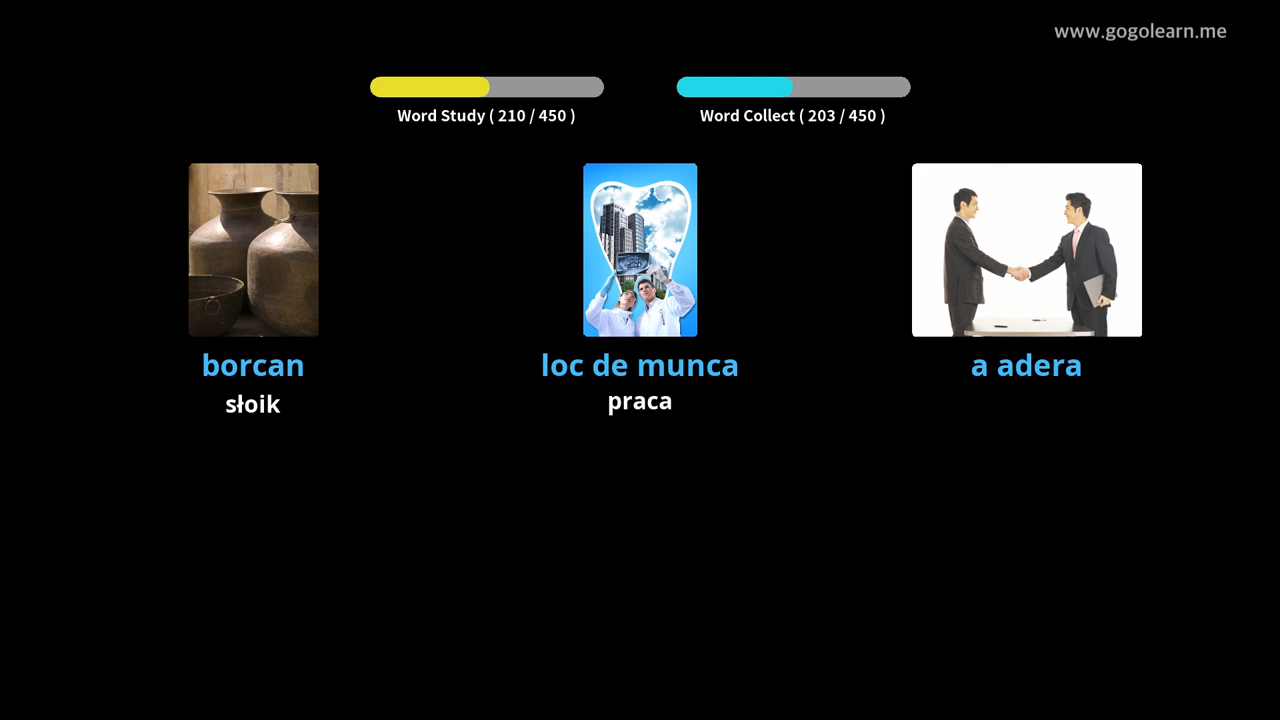 www.gogolearn.me
Word Study ( 210 / 450 )
Word Collect ( 203 / 450 )
borcan
słoik
loc de munca
praca
a adera